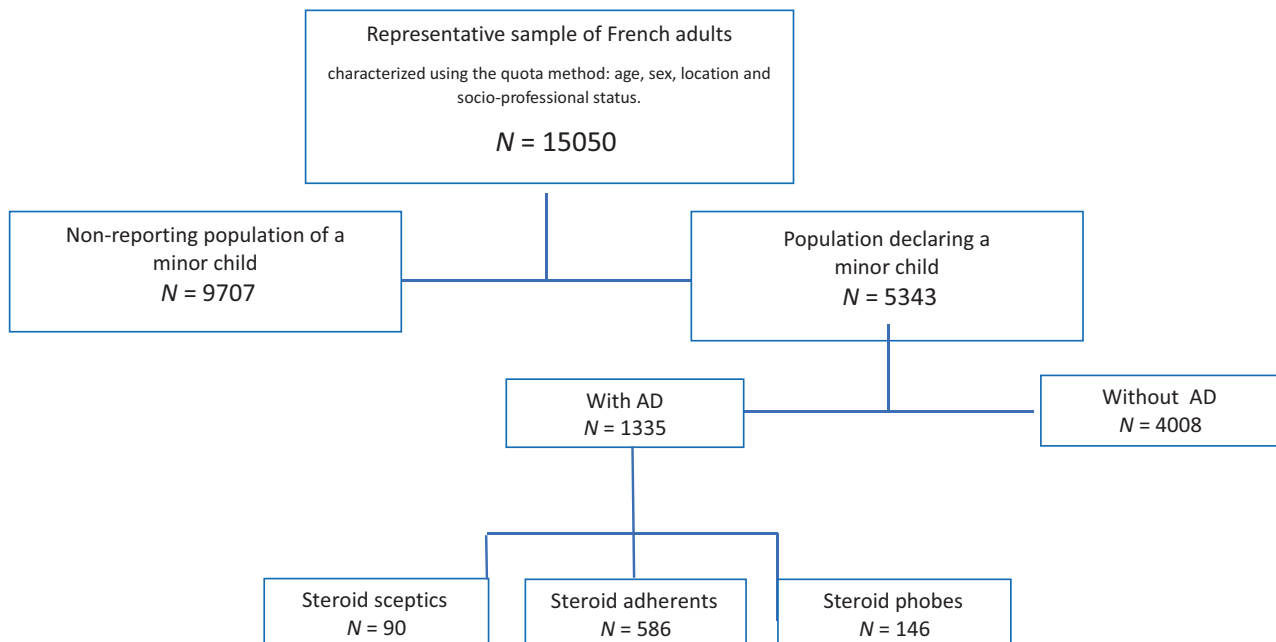 Representative sample of French adults
characterized using the quota method: age, sex, location and
socio-professional status.
N = 15050
Non-reporting population of a
minor child
N = 9707
Population declaring a
minor child
N = 5343
With AD
N = 1335
Without AD
N = 4008
Steroid sceptics
N = 90
Steroid adherents
N = 586
Steroid phobes
N = 146